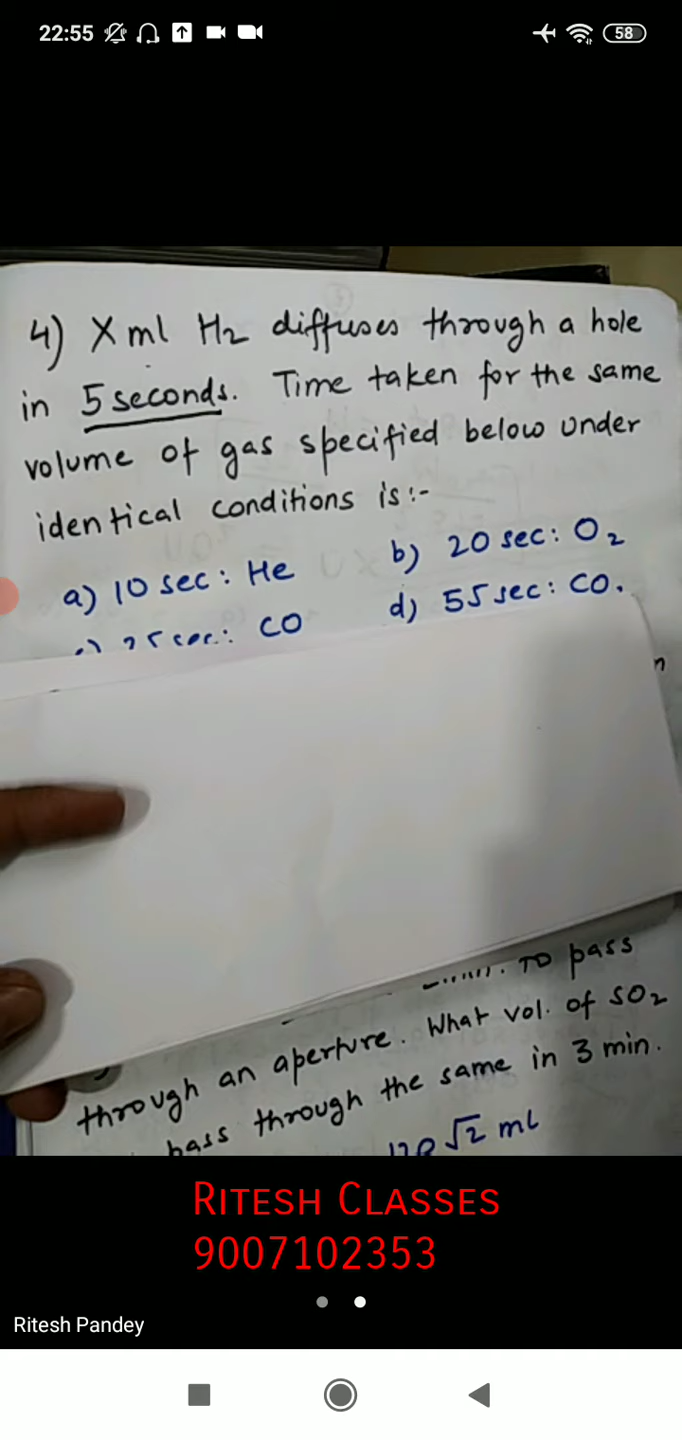 22:55
58
4) X ml H2 diffuses through a hole
in 5 seconds. Time taken for the same
volume of gas specified below under
identical conditions is:-
a) 10 sec: He b) 20 sec: O2
CO d) 55 sec: CO.
n
TO pass
through an aperture. What vol. of SO2
pass through the same in 3 min.
√2 ml
RITESH CLASSES
9007102353
Ritesh Pandey